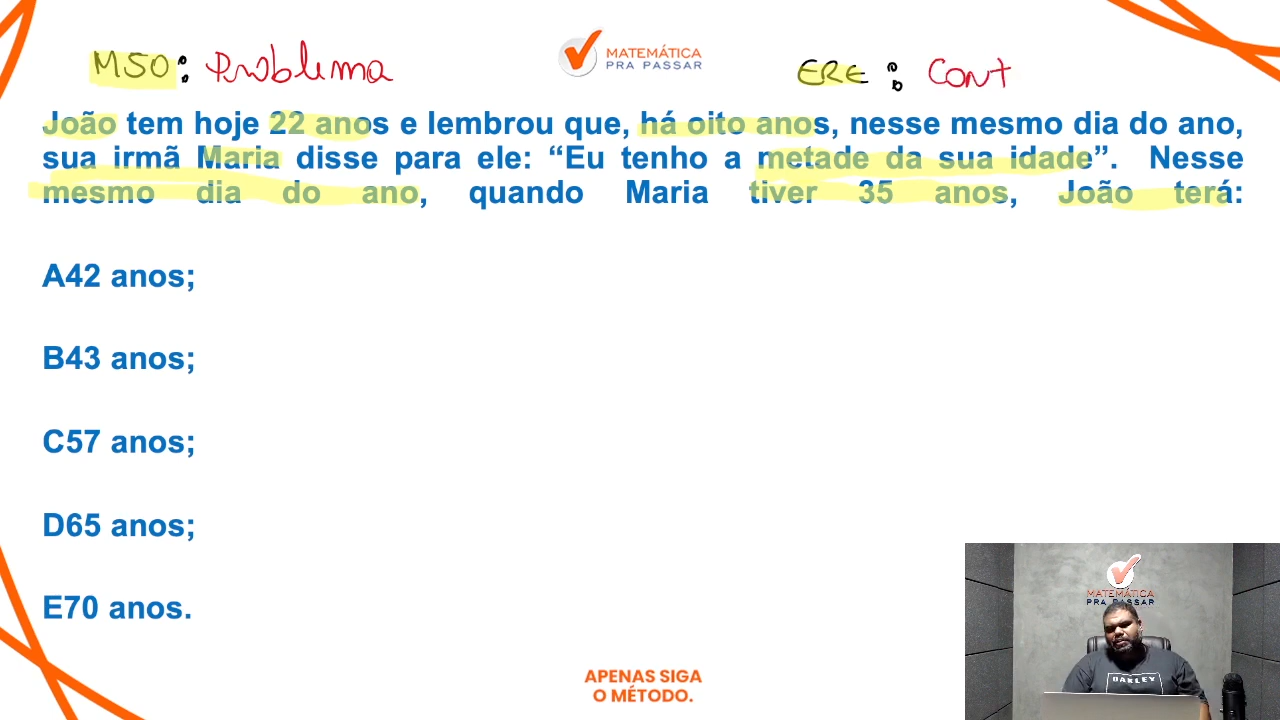 M50: Problema
MATEMÁTICA
PRA PASSAR
ERE: Cont
João tem hoje 22 anos e lembrou que, há oito anos, nesse mesmo dia do ano,
sua irmã Maria disse para ele: “Eu tenho a metade da sua idade”. Nesse
mesmo dia do ano, quando Maria tiver 35 anos, João terá:
A42 anos;
B43 anos;
C57 anos;
D65 anos;
E70 anos.
MATEMÁTICA
PRA PASSAR
OAKLEY
APENAS SIGA
O MÉTODO.